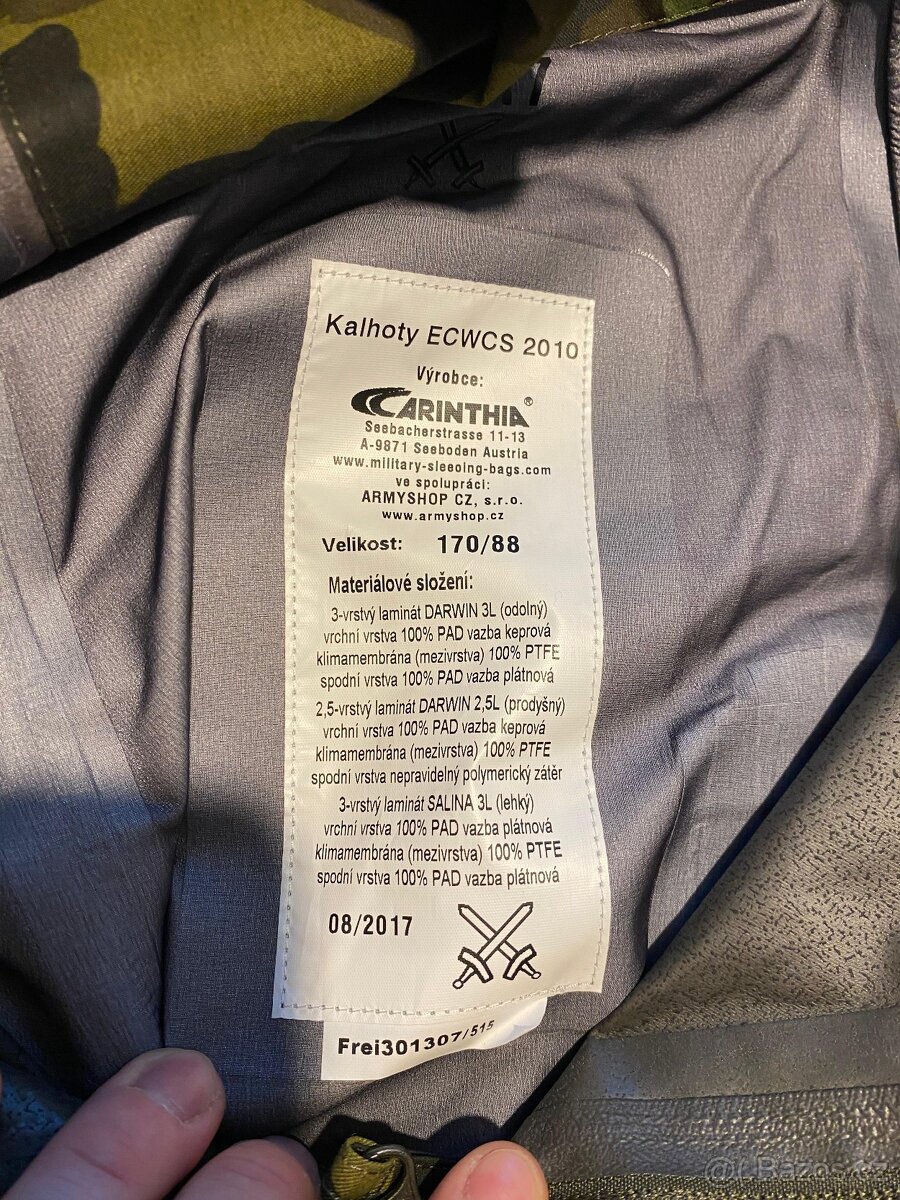 Kalhoty ECWCS 2010
Výrobce:
CARINTHIA®
Seebacherstrasse 11-13
A-9871 Seeboden Austria
www.military-sleeoing-bags.com
ve spolupráci:
ARMYSHOP CZ, s.r.o.
www.armyshop.cz
Velikost: 170/88
Materiálové složení:
3-vrstvý laminát DARWIN 3L (odolný)
vrchní vrstva 100% PAD vazba keprová
klimamembrána (mezivrstva) 100% PTFE
spodní vrstva 100% PAD vazba plátnová
2,5-vrstvý laminát DARWIN 2,5L (prodyšný)
vrchní vrstva 100% PAD vazba keprová
klimamembrána (mezivrstva) 100% PTFE
spodní vrstva nepravidelný polymerický zátěr
3-vrstvý laminát SALINA 3L (lehký)
vrchní vrstva 100% PAD vazba plátnová
klimamembrána (mezivrstva) 100% PTFE
spodní vrstva 100% PAD vazba plátnová
08/2017
Frei301307/515